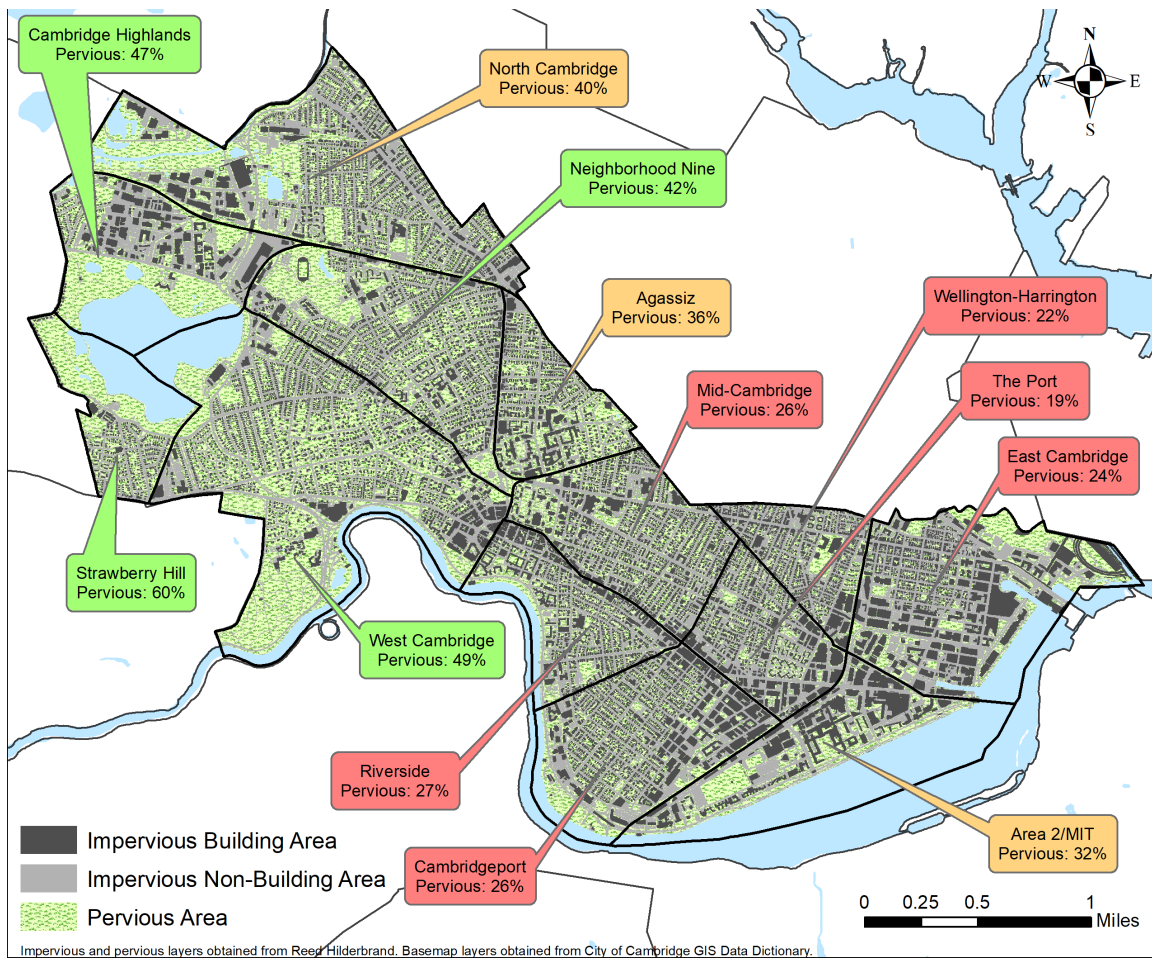 Cambridge Highlands
Pervious: 47%
North Cambridge
Pervious: 40%
N
W
E
S
Neighborhood Nine
Pervious: 42%
Agassiz
Pervious: 36%
Wellington-Harrington
Pervious: 22%
Mid-Cambridge
Pervious: 26%
The Port
Pervious: 19%
East Cambridge
Pervious: 24%
Strawberry Hill
Pervious: 60%
West Cambridge
Pervious: 49%
Riverside
Pervious: 27%
Cambridgeport
Pervious: 26%
Area 2/MIT
Pervious: 32%
Impervious Building Area
Impervious Non-Building Area
Pervious Area
0 0.25 0.5 1
Miles
Impervious and pervious layers obtained from Reed Hilderbrand. Basemap layers obtained from City of Cambridge GIS Data Dictionary.